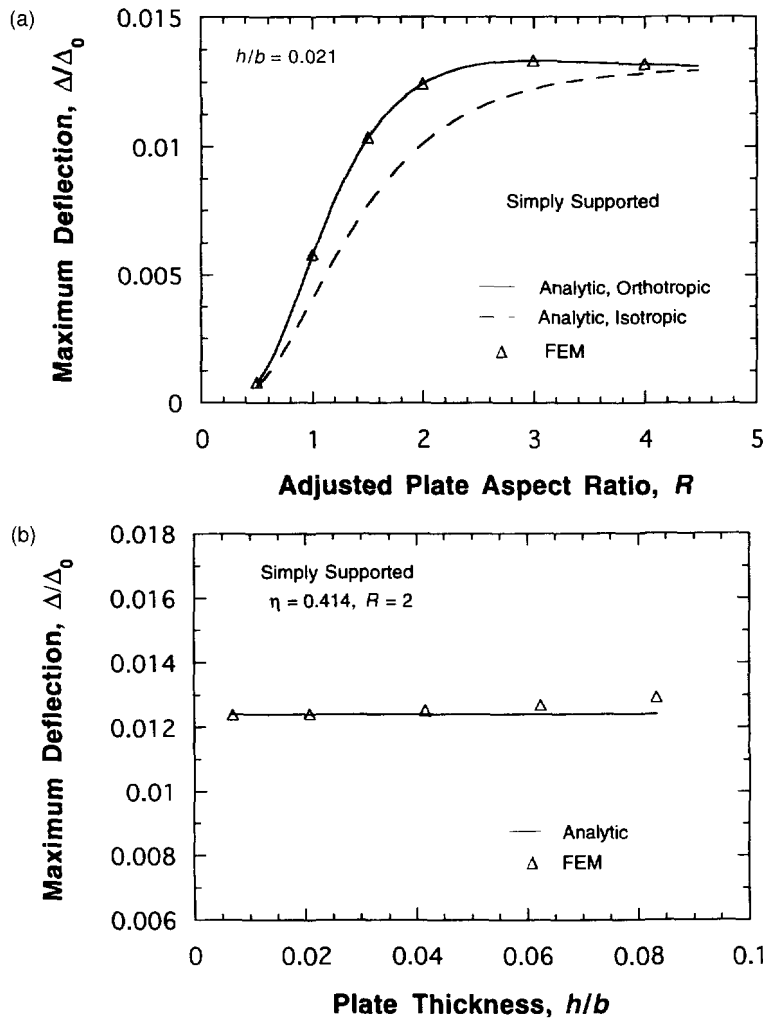 (a)
Maximum Deflection, Δ/Δ₀
0.015
0.01
0.005
0
h/b = 0.021
Simply Supported
Analytic, Orthotropic
Analytic, Isotropic
FEM
0 1 2 3 4 5
Adjusted Plate Aspect Ratio, R
(b)
Maximum Deflection, Δ/Δ₀
0.018
0.016
0.014
0.012
0.01
0.008
0.006
Simply Supported
η = 0.414, R = 2
Analytic
FEM
0 0.02 0.04 0.06 0.08 0.1
Plate Thickness, h/b